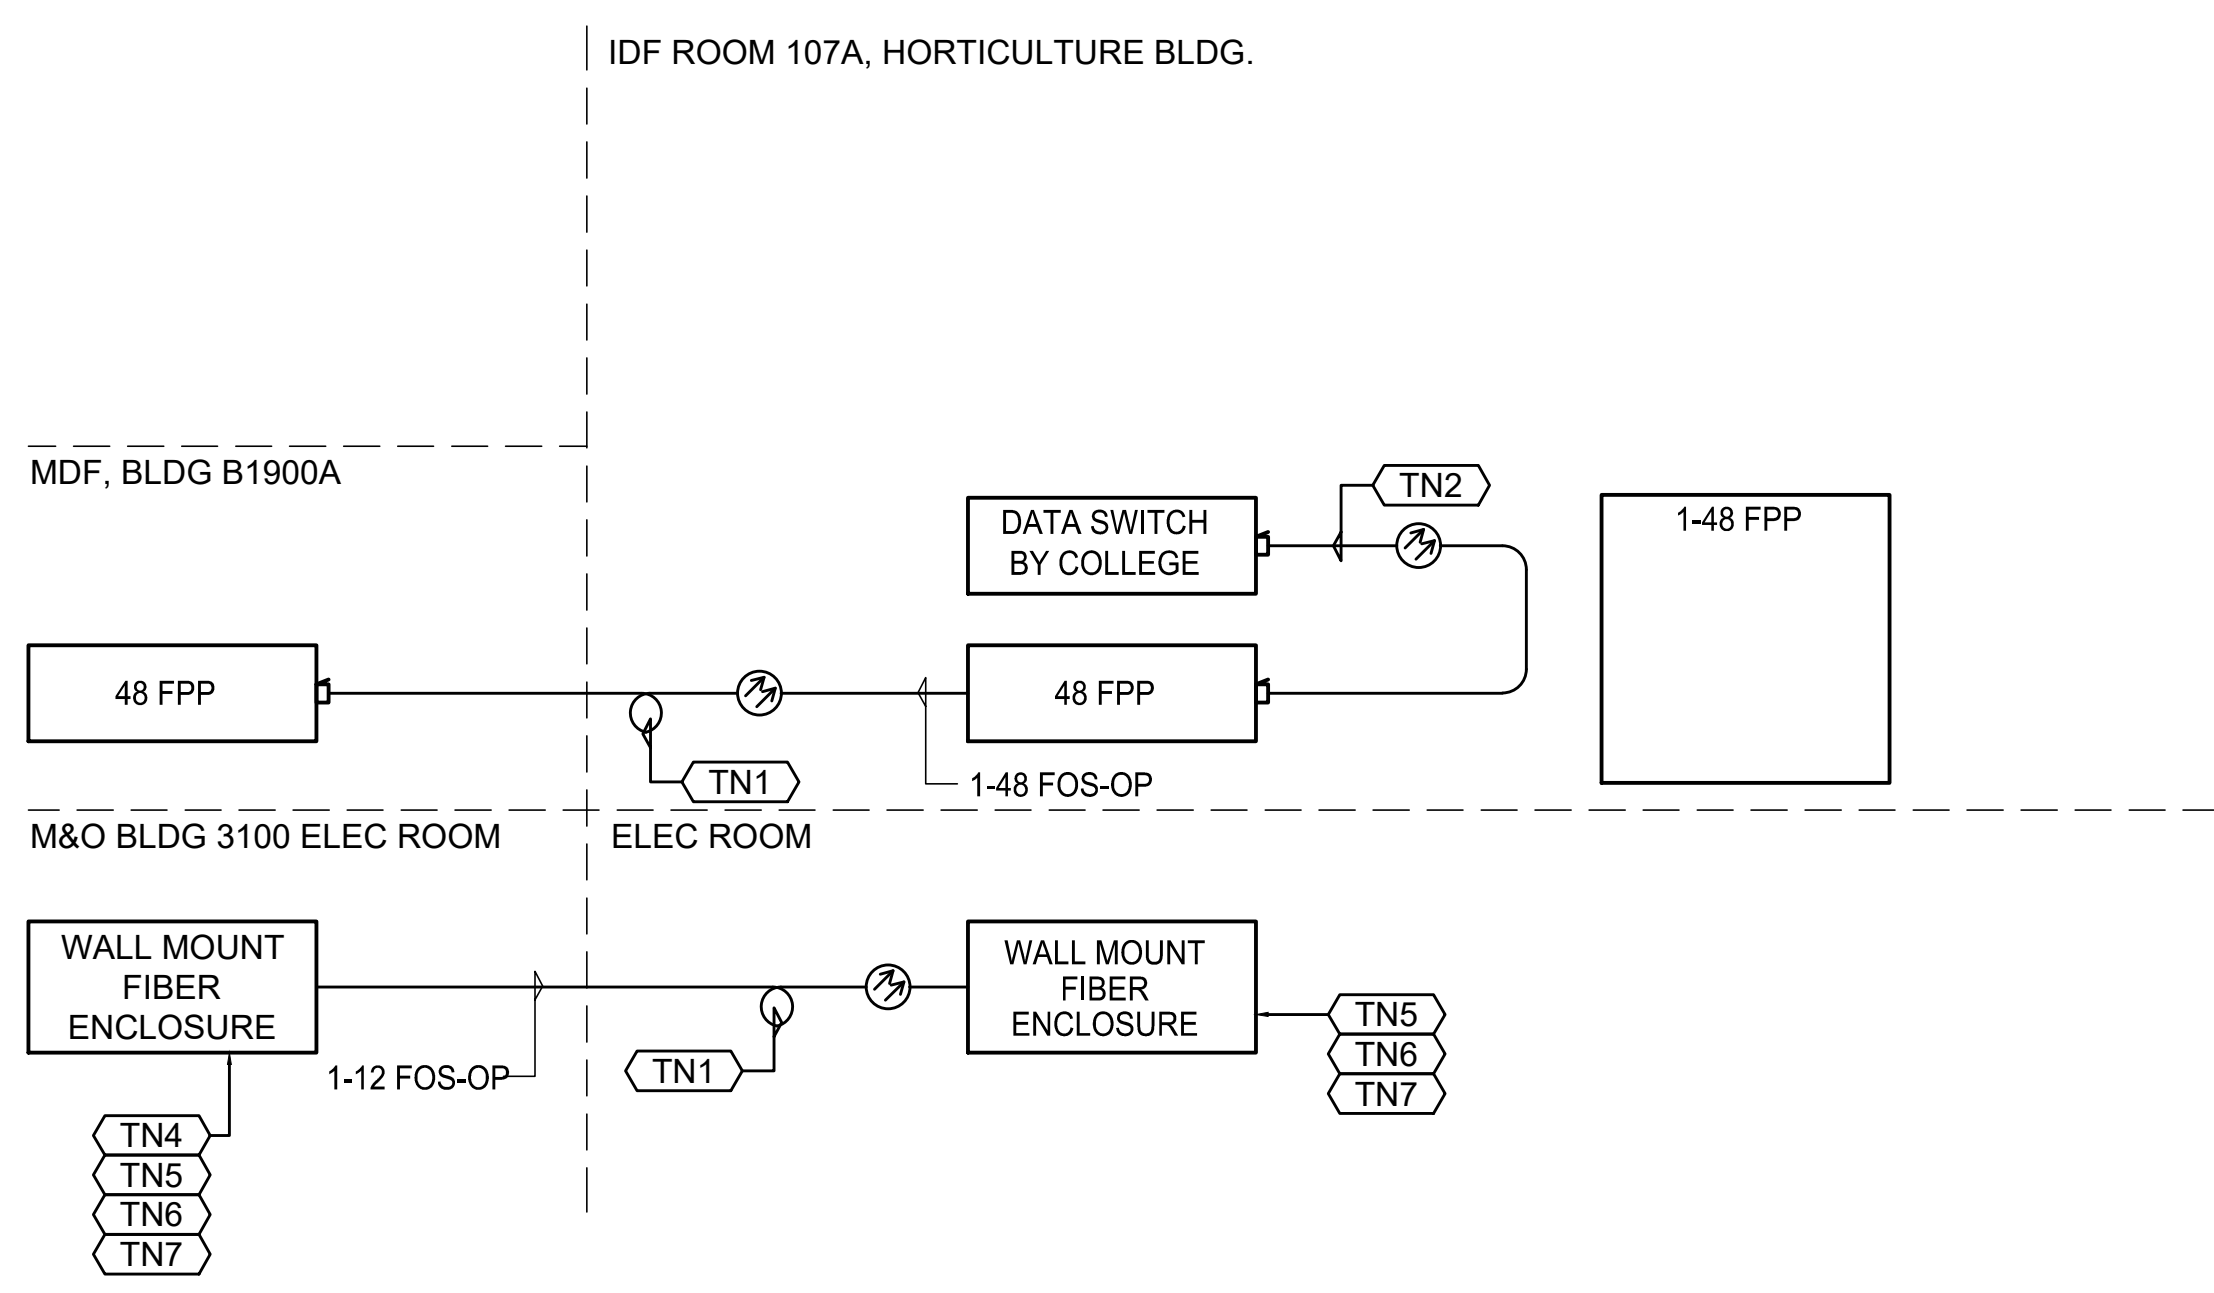 IDF ROOM 107A, HORTICULTURE BLDG.
MDF, BLDG B1900A
TN2
DATA SWITCH
BY COLLEGE
1-48 FPP
48 FPP
48 FPP
TN1
1-48 FOS-OP
M&O BLDG 3100 ELEC ROOM
ELEC ROOM
WALL MOUNT
FIBER
ENCLOSURE
WALL MOUNT
FIBER
ENCLOSURE
1-12 FOS-OP
TN1
TN5
TN6
TN7
TN4
TN5
TN6
TN7